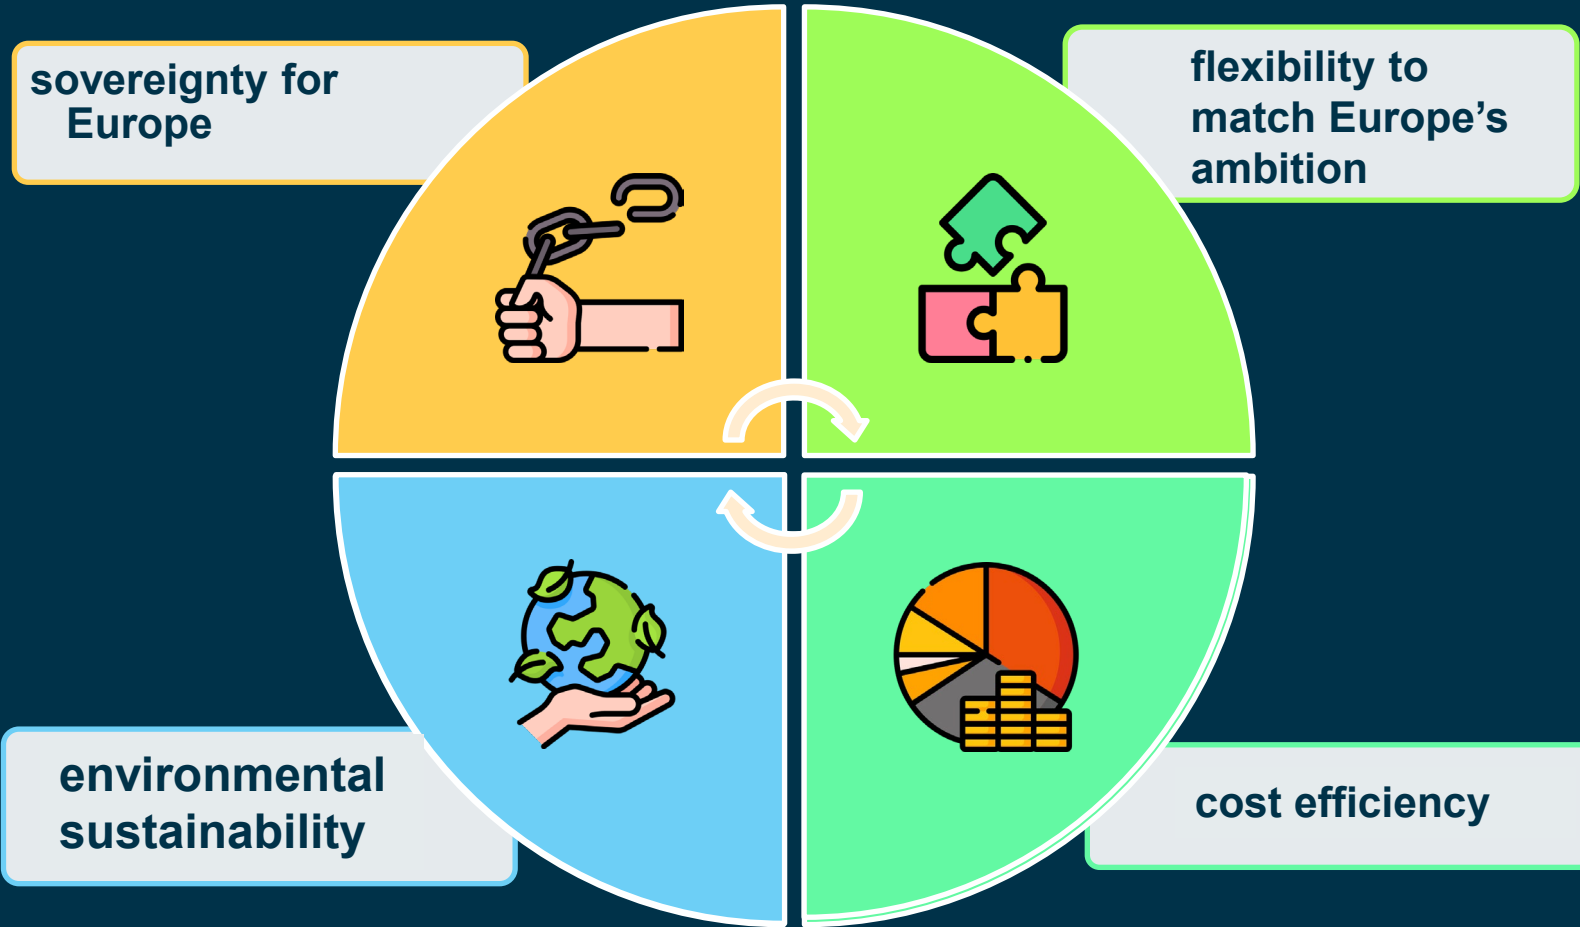 sovereignty for
Europe
flexibility to
match Europe’s
ambition
environmental
sustainability
cost efficiency